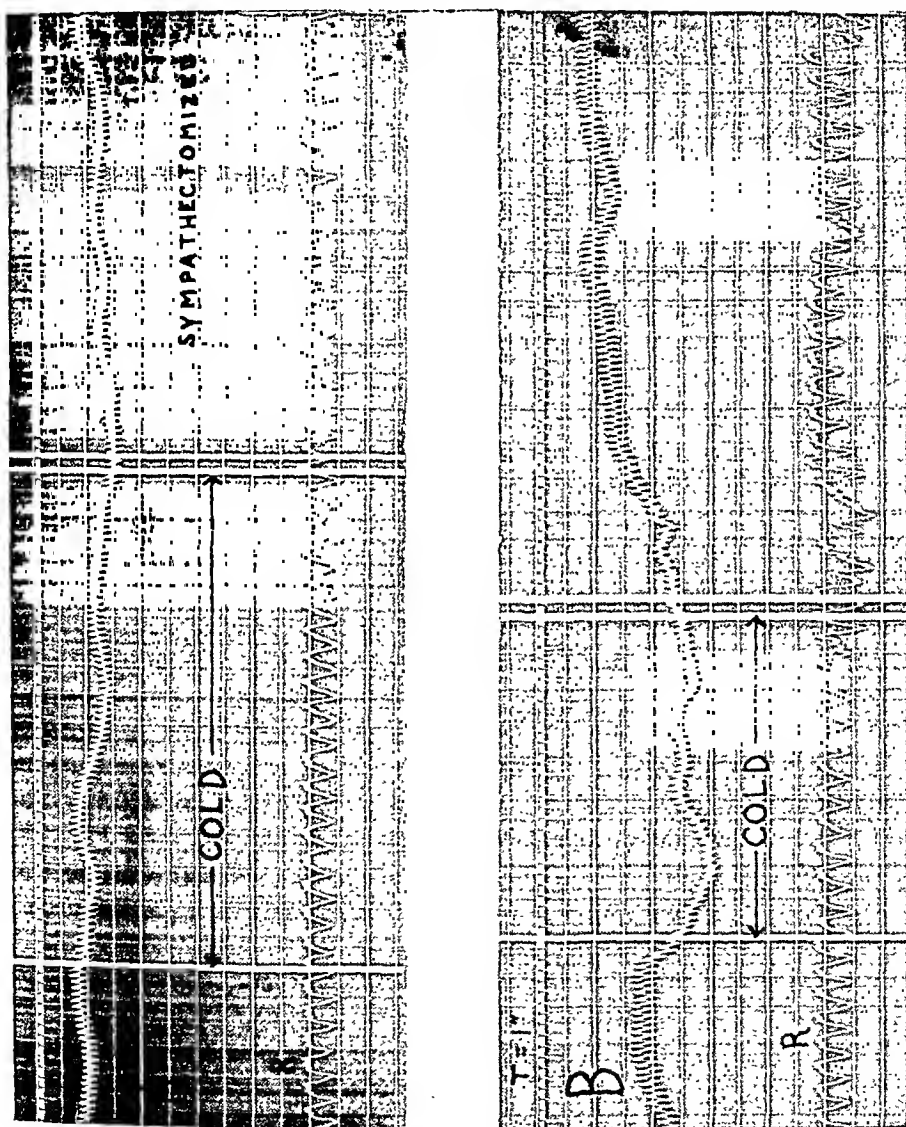 SYMPATHECTOMIZED
COLD
T = 1"
B
COLD
R